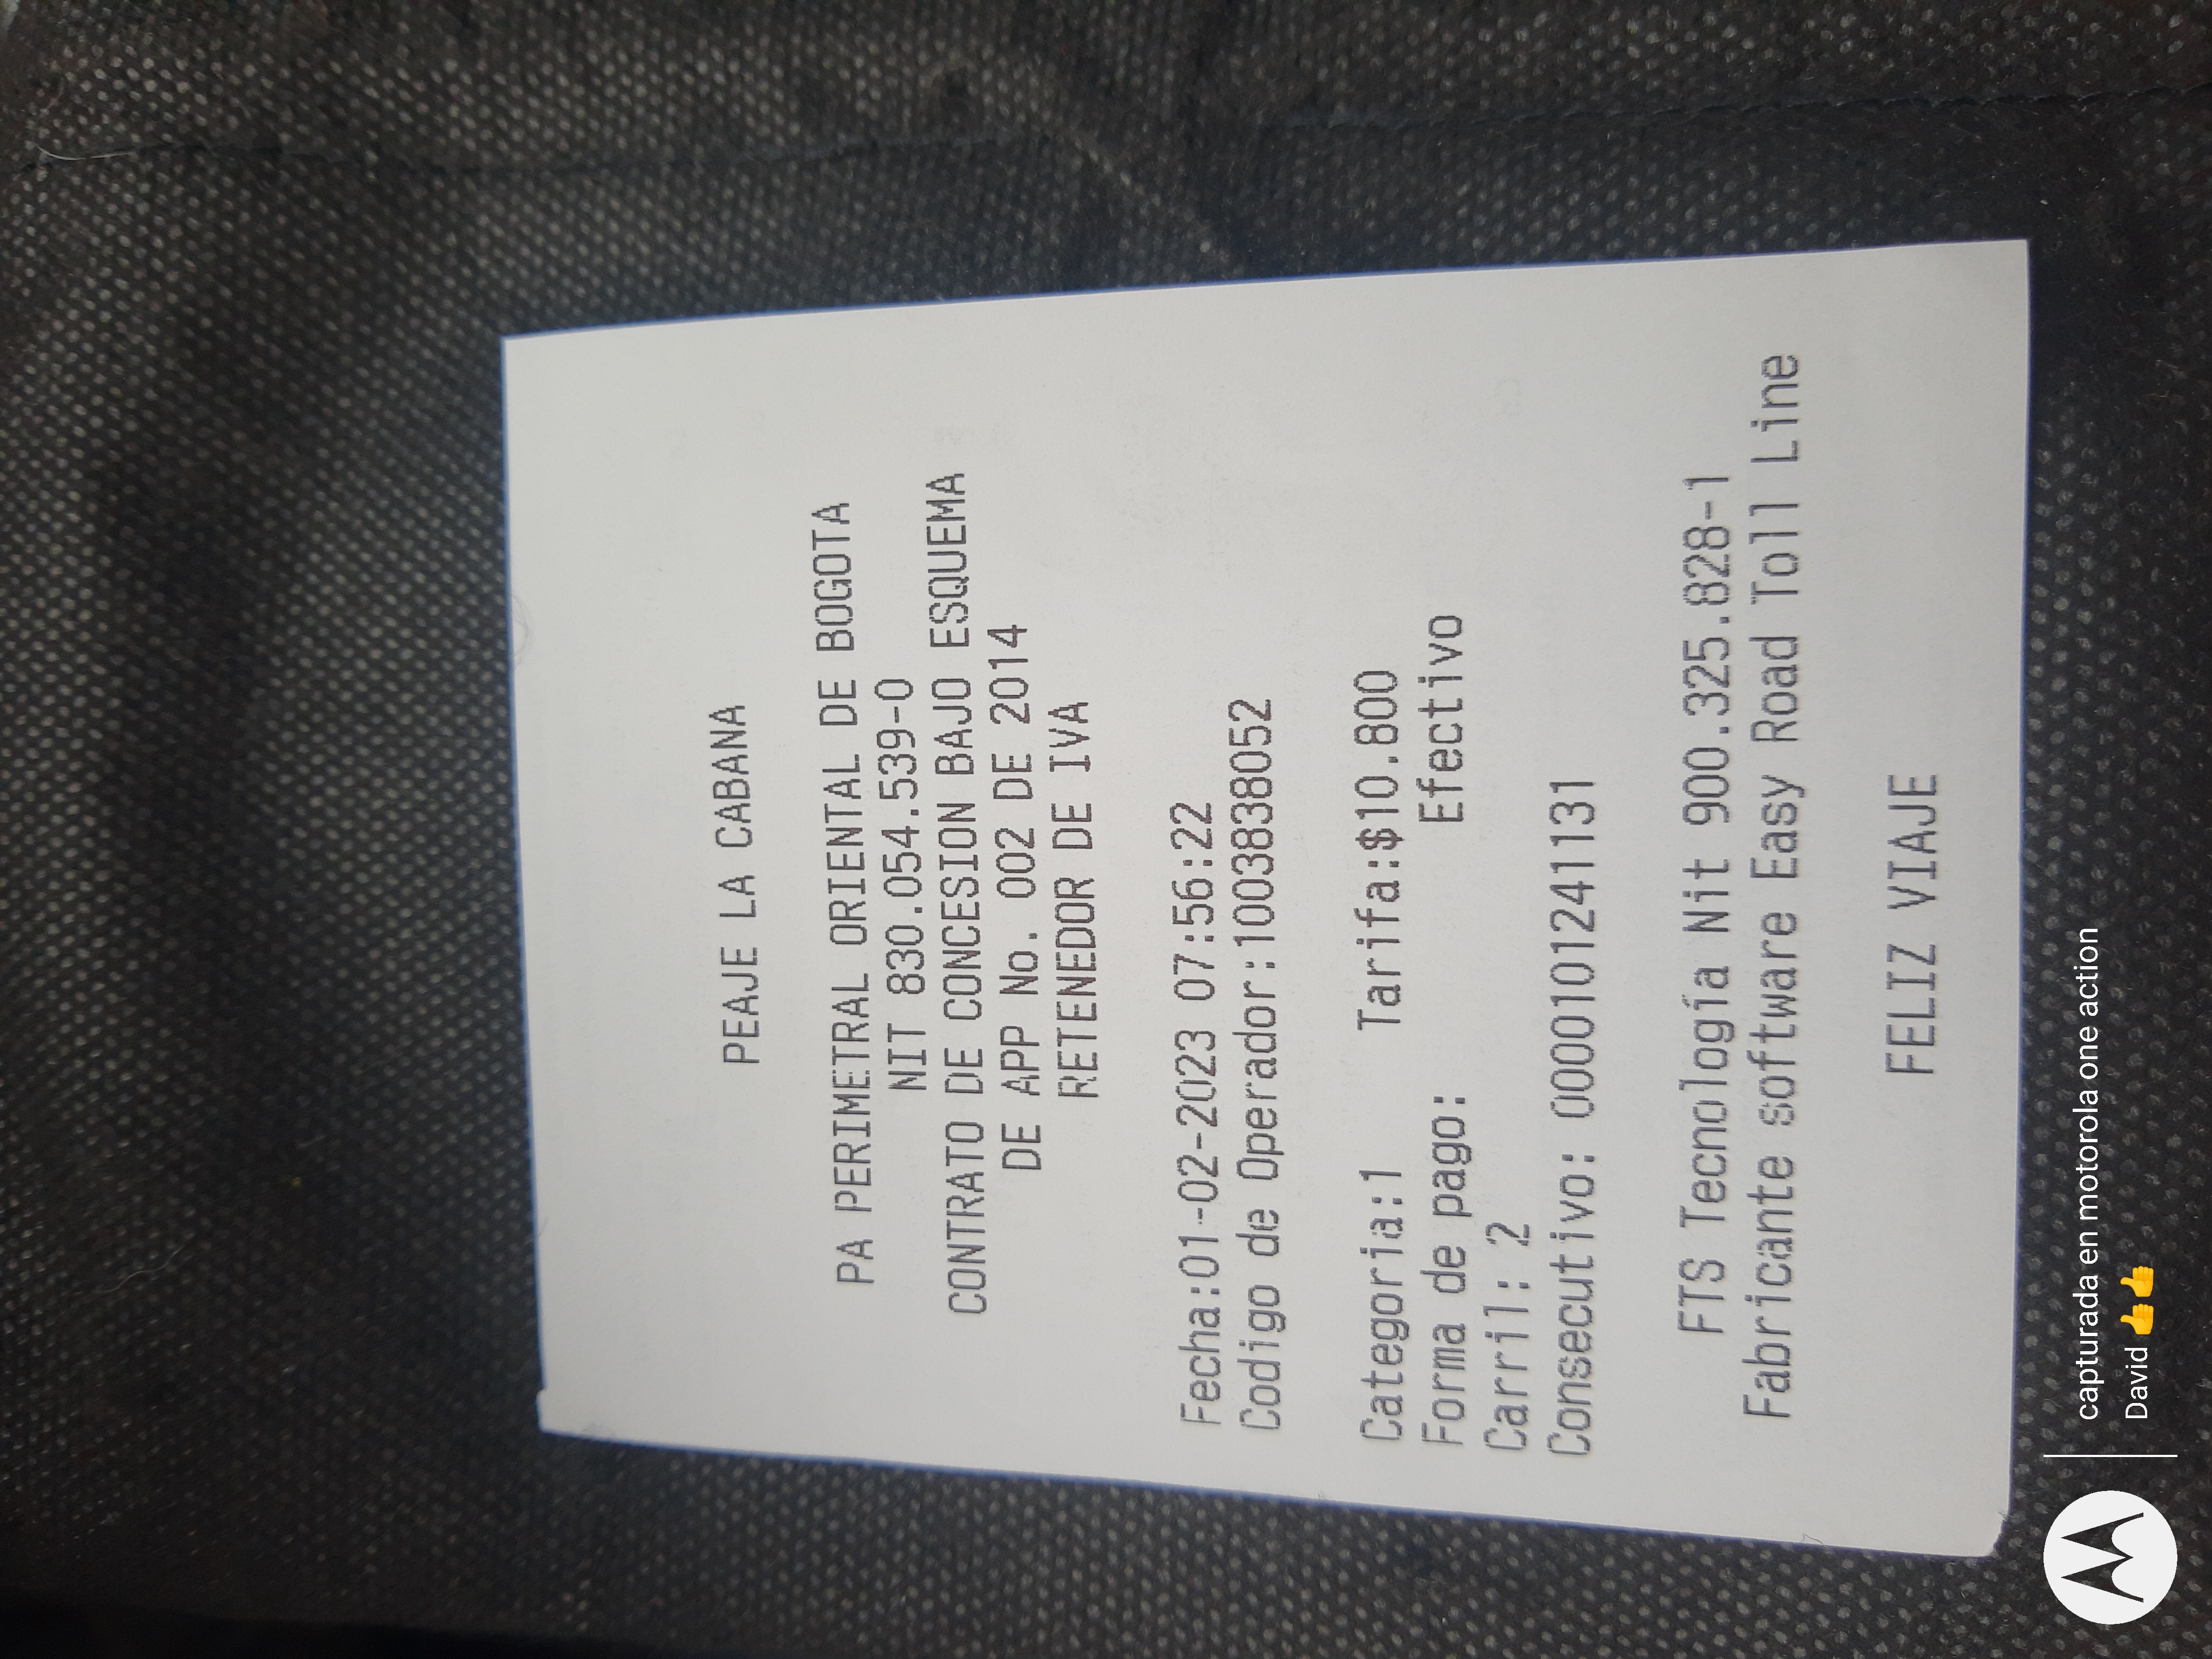 PEAJE LA CABANA
PA PERIMETRAL ORIENTAL DE BOGOTA
NIT 830.054.539-0
CONTRATO DE CONCESION BAJO ESQUEMA
DE APP No. 002 DE 2014
RETENEDOR DE IVA
Fecha:01-02-2023 07:56:22
Codigo de Operador:1003838052
Categoria:1 Tarifa:$10.800
Forma de pago: Efectivo
Carril: 2
Consecutivo: 000010124​1131
FTS Tecnología Nit 900.325.828-1
Fabricante software Easy Road Toll Line
FELIZ VIAJE
capturada en motorola one action
David 👍👍